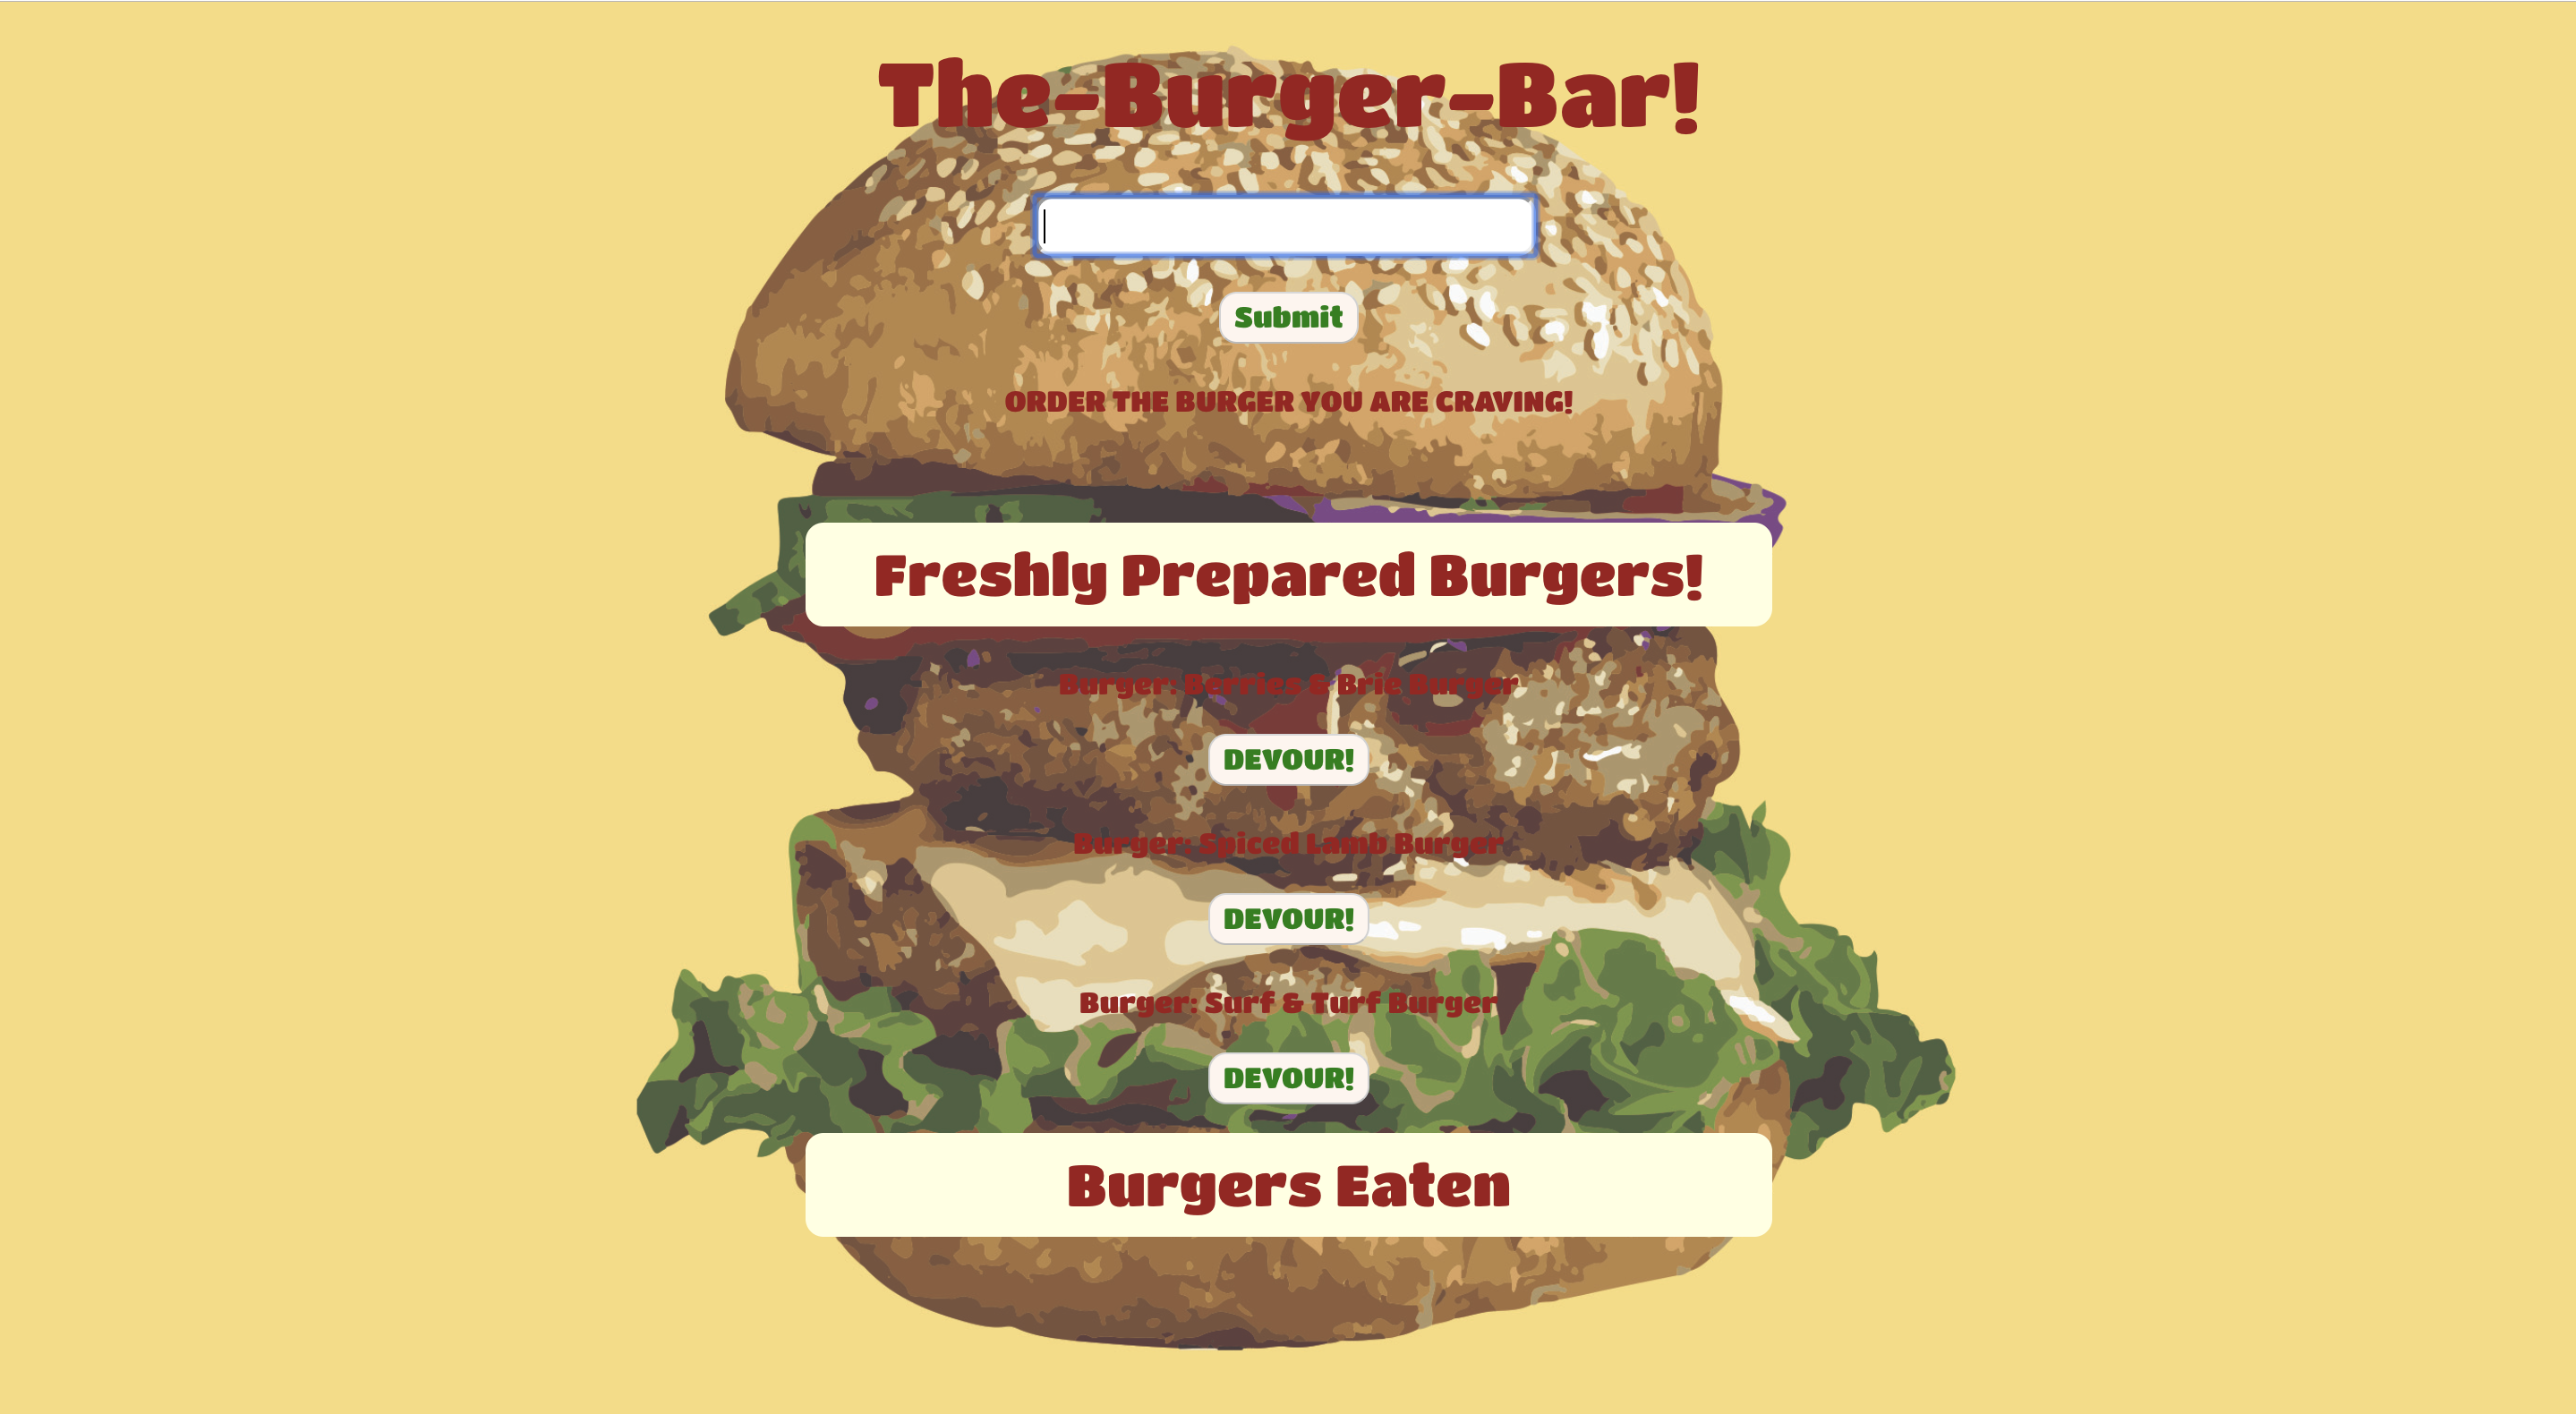 The-Burger-Bar!
Submit
ORDER THE BURGER YOU ARE CRAVING!
Freshly Prepared Burgers!
Burger: Berries & Brie Burger
DEVOUR!
Burger: Spiced Lamb Burger
DEVOUR!
Burger: Surf & Turf Burger
DEVOUR!
Burgers Eaten